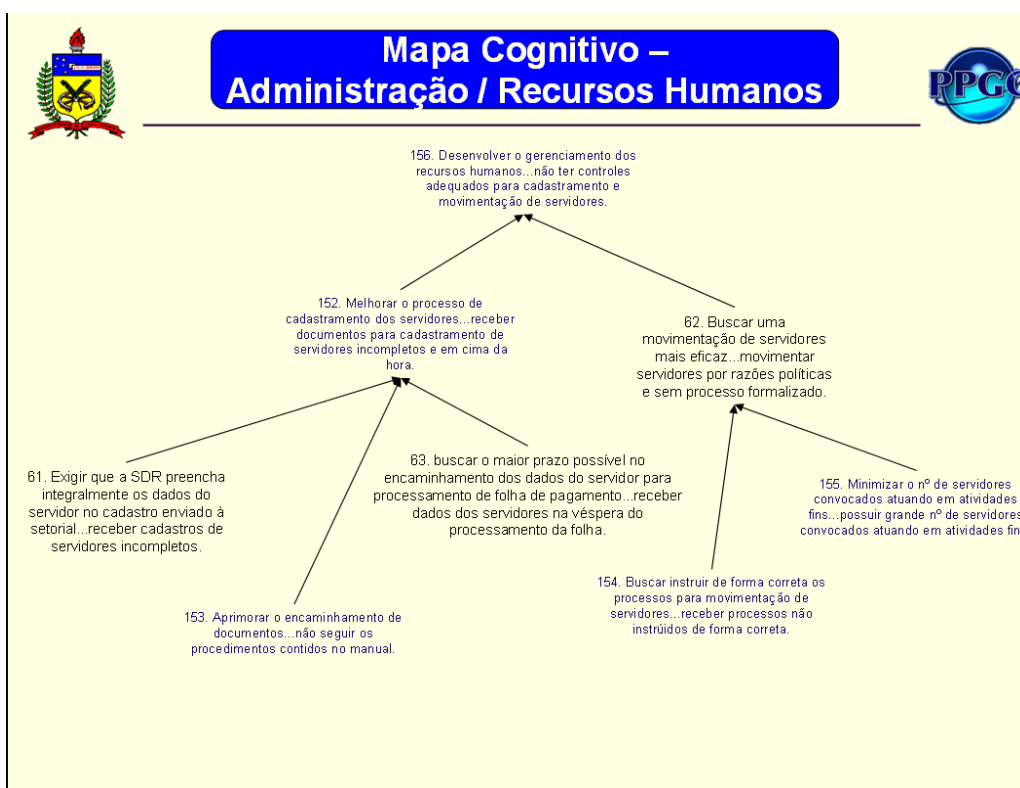 Mapa Cognitivo –
Administração / Recursos Humanos
PPGC
156. Desenvolver o gerenciamento dos
recursos humanos...não ter controles
adequados para cadastramento e
movimentação de servidores.
152. Melhorar o processo de
cadastramento dos servidores...receber
documentos para cadastramento de
servidores incompletos e em cima da
hora.
62. Buscar uma
movimentação de servidores
mais eficaz...movimentar
servidores por razões políticas
e sem processo formalizado.
61. Exigir que a SDR preencha
integralmente os dados do
servidor no cadastro enviado à
setorial...receber cadastros de
servidores incompletos.
63. buscar o maior prazo possível no
encaminhamento dos dados do servidor para
processamento de folha de pagamento...receber
dados dos servidores na véspera do
processamento da folha.
155. Minimizar o nº de servidores
convocados atuando em atividades
fins...possuir grande nº de servidores
convocados atuando em atividades fin
153. Aprimorar o encaminhamento de
documentos...não seguir os
procedimentos contidos no manual.
154. Buscar instruir de forma correta os
processos para movimentação de
servidores...receber processos não
instrúidos de forma correta.